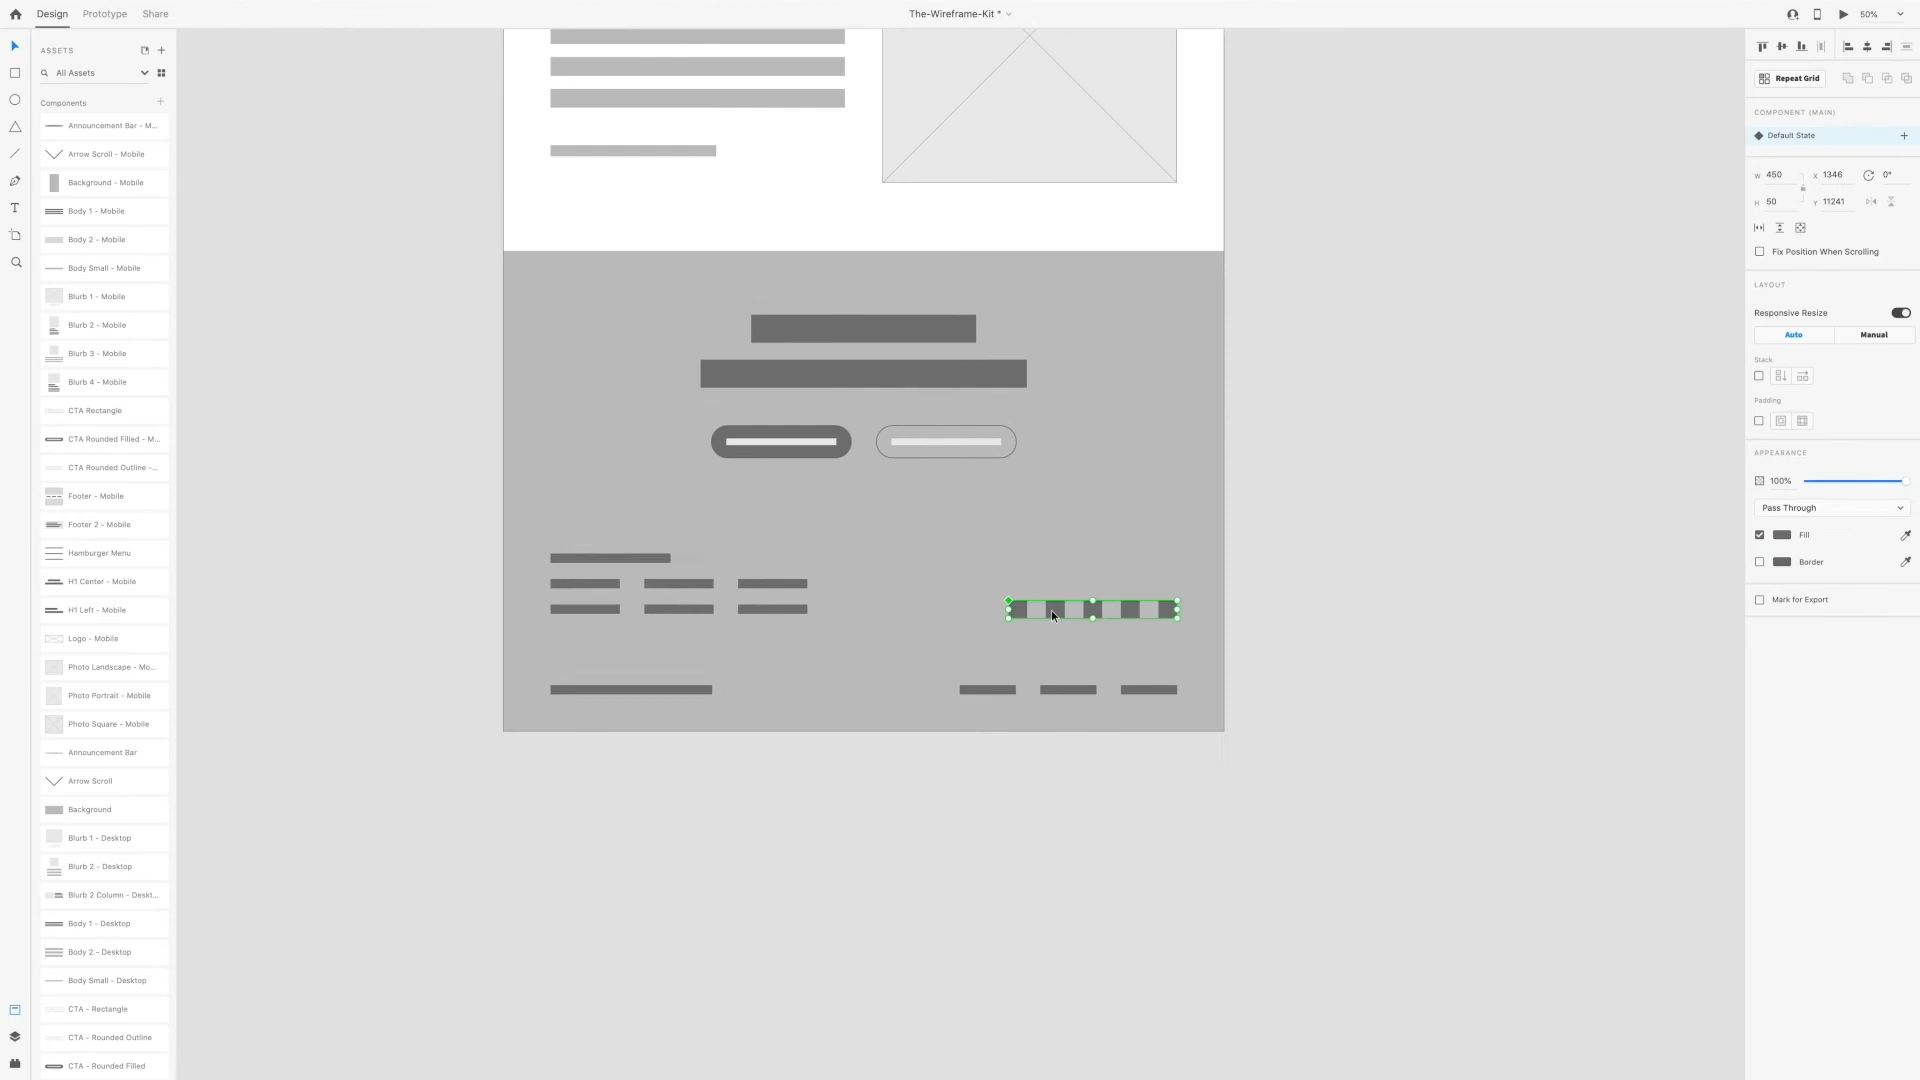 Design Prototype Share The-Wireframe-Kit * 50%
ASSETS
All Assets
Components
Announcement Bar - M...
Arrow Scroll - Mobile
Background - Mobile
Body 1 - Mobile
Body 2 - Mobile
Body Small - Mobile
Blurb 1 - Mobile
Blurb 2 - Mobile
Blurb 3 - Mobile
Blurb 4 - Mobile
CTA Rectangle
CTA Rounded Filled - M...
CTA Rounded Outline -...
Footer - Mobile
Footer 2 - Mobile
Hamburger Menu
H1 Center - Mobile
H1 Left - Mobile
Logo - Mobile
Photo Landscape - Mo...
Photo Portrait - Mobile
Photo Square - Mobile
Announcement Bar
Arrow Scroll
Background
Blurb 1 - Desktop
Blurb 2 - Desktop
Blurb 2 Column - Deskt...
Body 1 - Desktop
Body 2 - Desktop
Body Small - Desktop
CTA - Rectangle
CTA - Rounded Outline
CTA - Rounded Filled
Repeat Grid
COMPONENT (MAIN)
Default State
W 450 X 1346 0°
H 50 Y 11241
Fix Position When Scrolling
LAYOUT
Responsive Resize
Auto Manual
Stack
Padding
APPEARANCE
100%
Pass Through
Fill
Border
Mark for Export